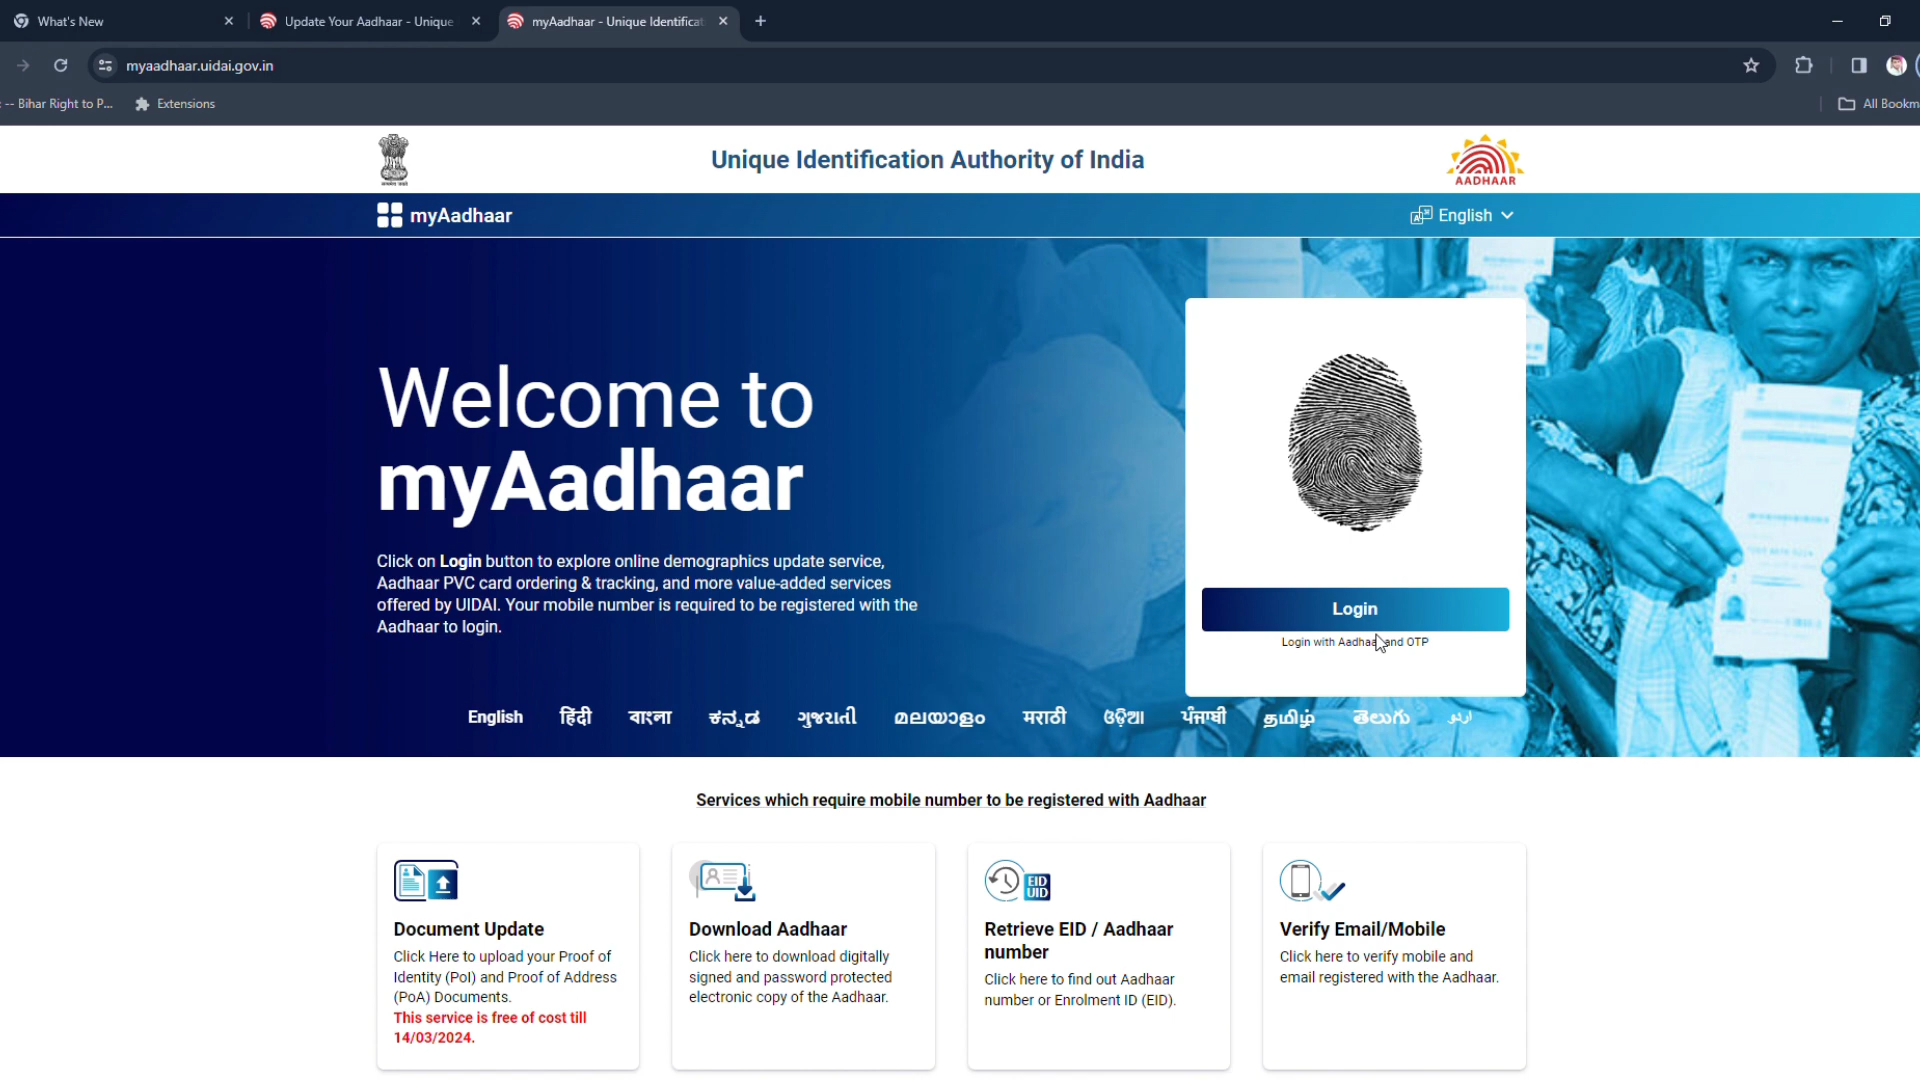 What's New
Update Your Aadhaar - Unique
myAadhaar - Unique Identificat
myaadhaar.uidai.gov.in
-- Bihar Right to P...
Extensions
All Bookm
Unique Identification Authority of India
AADHAAR
myAadhaar
English
Welcome to
myAadhaar
Click on Login button to explore online demographics update service,
Aadhaar PVC card ordering & tracking, and more value-added services
offered by UIDAI. Your mobile number is required to be registered with the
Aadhaar to login.
Login
Login with Aadhaar and OTP
English हिंदी বাংলা ಕನ್ನಡ ગુજરાતી മലയാളം मराठी ଓଡ଼ିଆ ਪੰਜਾਬੀ தமிழ் తెలుగు اردو
Services which require mobile number to be registered with Aadhaar
Document Update
Click Here to upload your Proof of
Identity (PoI) and Proof of Address
(PoA) Documents.
This service is free of cost till
14/03/2024.
Download Aadhaar
Click here to download digitally
signed and password protected
electronic copy of the Aadhaar.
EID
UID
Retrieve EID / Aadhaar
number
Click here to find out Aadhaar
number or Enrolment ID (EID).
Verify Email/Mobile
Click here to verify mobile and
email registered with the Aadhaar.